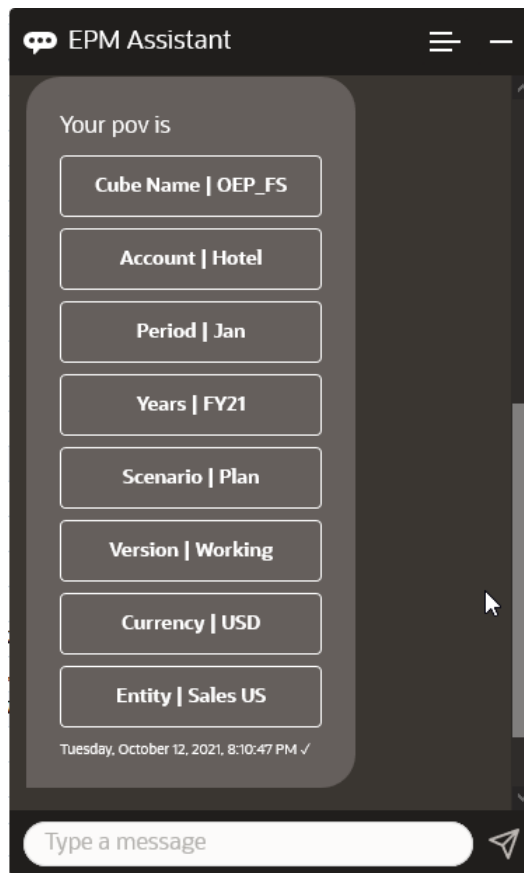 EPM Assistant
Your pov is
Cube Name | OEP_FS
Account | Hotel
Period | Jan
Years | FY21
Scenario | Plan
Version | Working
Currency | USD
Entity | Sales US
Tuesday, October 12, 2021, 8:10:47 PM ✓
Type a message